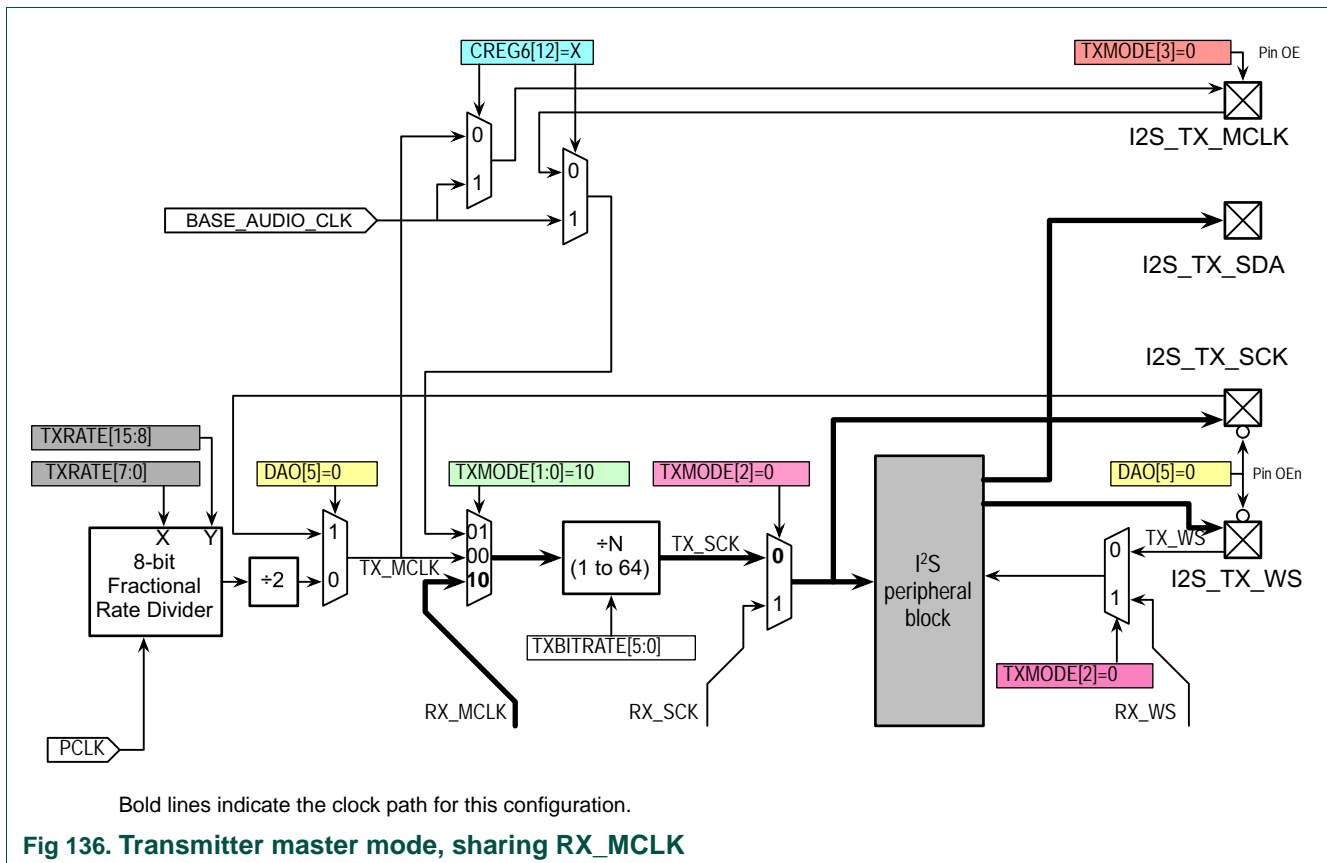 CREG6[12]=X
TXMODE[3]=0
Pin OE
0
1
0
1
I2S_TX_MCLK
BASE_AUDIO_CLK
I2S_TX_SDA
I2S_TX_SCK
TXRATE[15:8]
TXRATE[7:0]
DAO[5]=0
TXMODE[1:0]=10
TXMODE[2]=0
DAO[5]=0
Pin OEn
X
Y
8-bit
Fractional
Rate Divider
÷2
1
0
TX_MCLK
01
00
10
÷N
(1 to 64)
TX_SCK
0
1
I²S
peripheral
block
0
1
TX_WS
I2S_TX_WS
TXBITRATE[5:0]
TXMODE[2]=0
RX_MCLK
RX_SCK
RX_WS
PCLK
Bold lines indicate the clock path for this configuration.
Fig 136. Transmitter master mode, sharing RX_MCLK